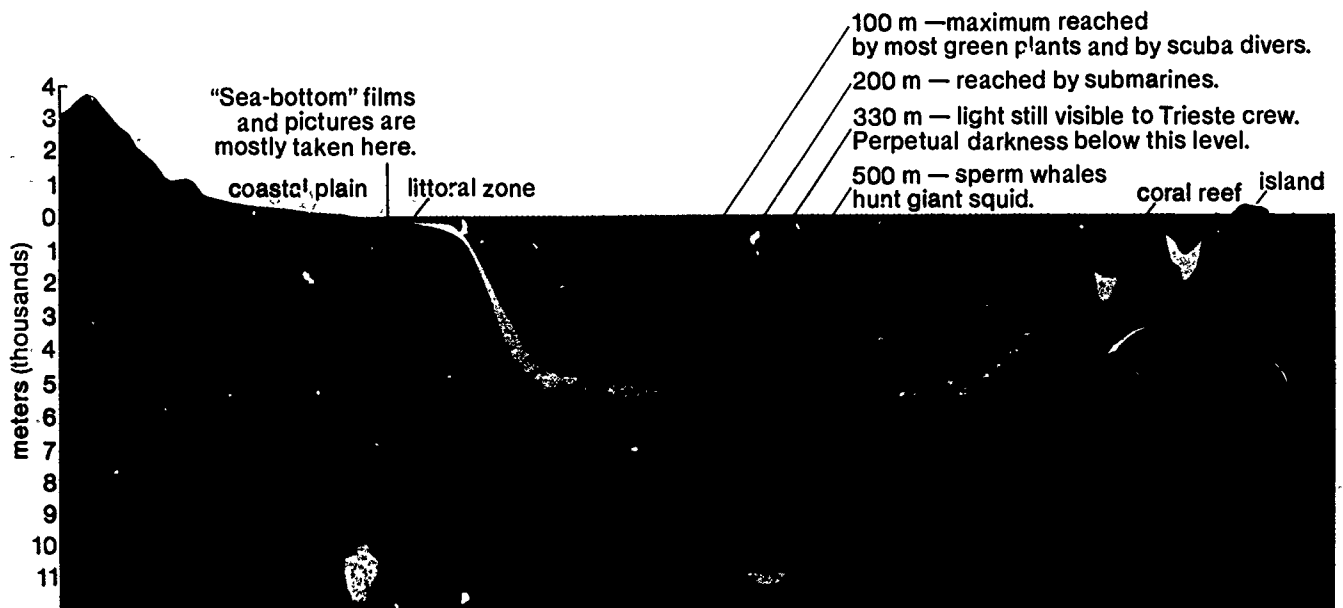 100 m —maximum reached
by most green plants and by scuba divers.
200 m — reached by submarines.
330 m — light still visible to Trieste crew.
Perpetual darkness below this level.
500 m — sperm whales
hunt giant squid.
"Sea-bottom" films
and pictures are
mostly taken here.
coastal plain
littoral zone
coral reef
island
meters (thousands)
4
3
2
1
0
1
2
3
4
5
6
7
8
9
10
11